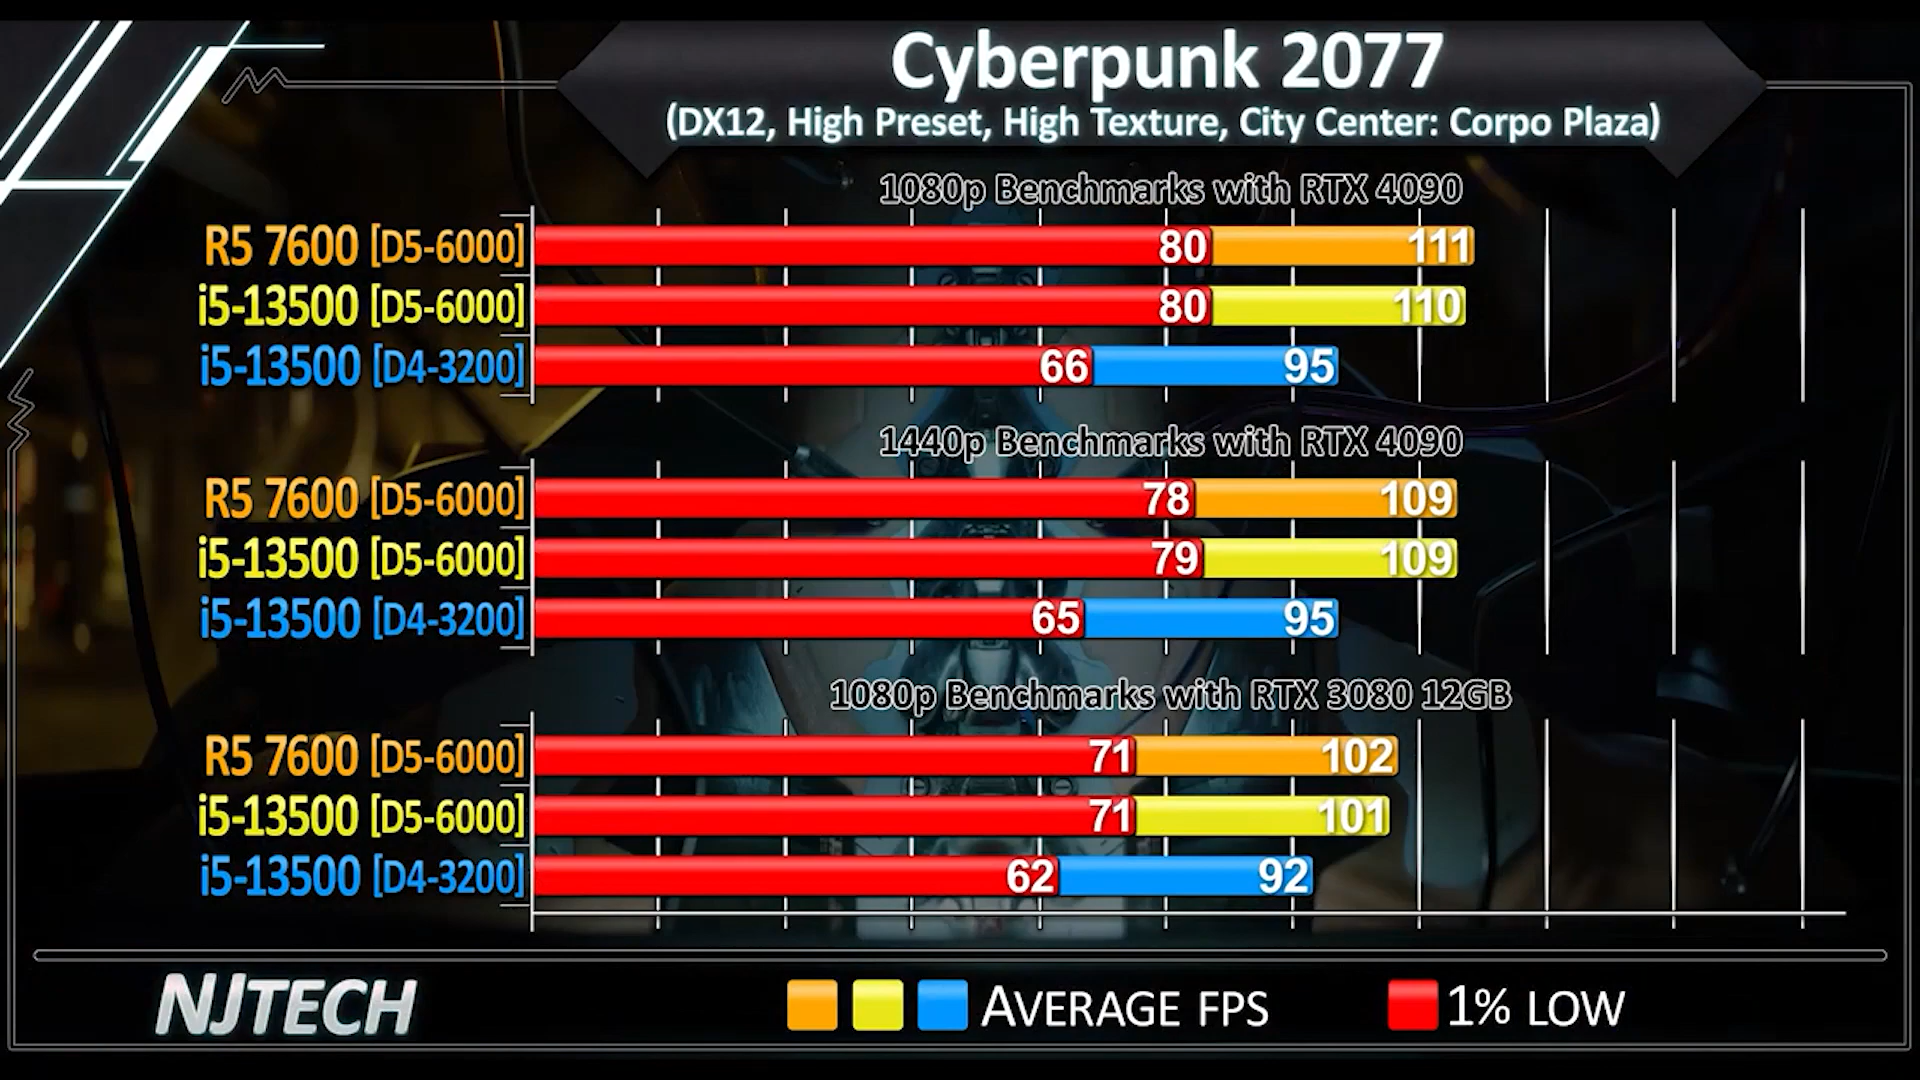 Cyberpunk 2077
(DX12, High Preset, High Texture, City Center: Corpo Plaza)
1080p Benchmarks with RTX 4090
R5 7600 [D5-6000] 80 111
i5-13500 [D5-6000] 80 110
i5-13500 [D4-3200] 66 95
1440p Benchmarks with RTX 4090
R5 7600 [D5-6000] 78 109
i5-13500 [D5-6000] 79 109
i5-13500 [D4-3200] 65 95
1080p Benchmarks with RTX 3080 12GB
R5 7600 [D5-6000] 71 102
i5-13500 [D5-6000] 71 101
i5-13500 [D4-3200] 62 92
NJTECH AVERAGE FPS 1% LOW